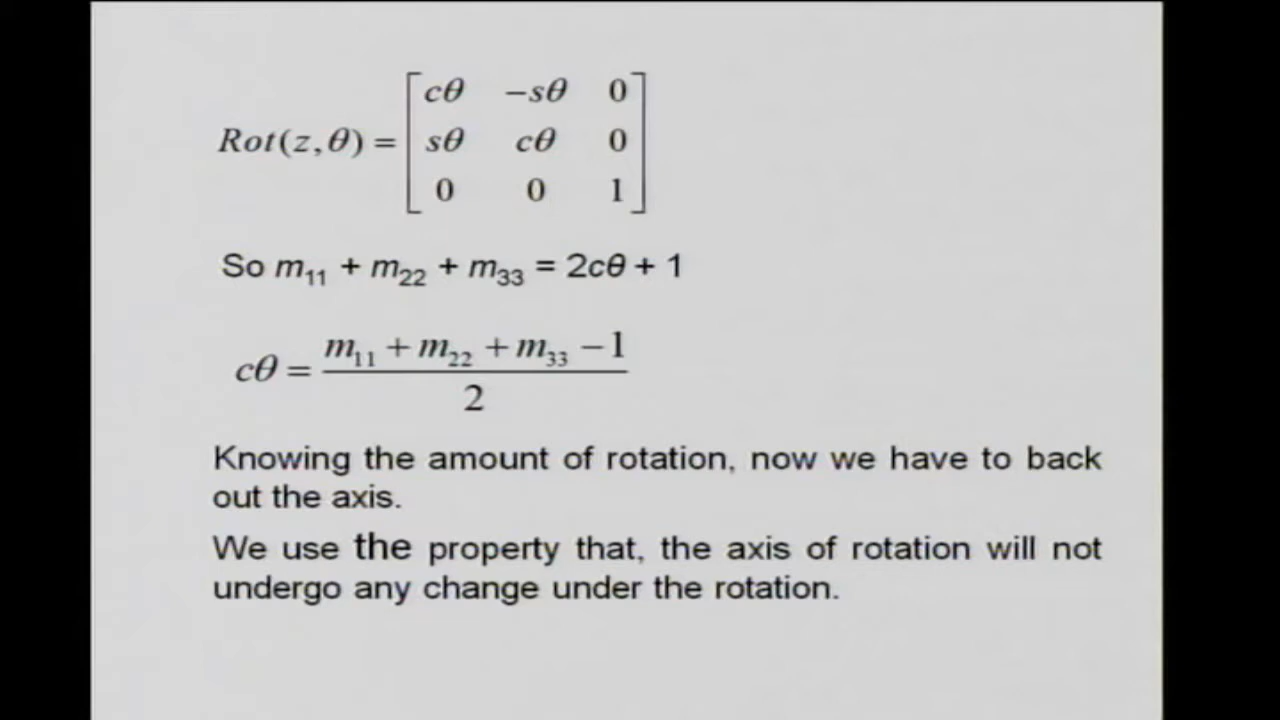 Rot(z,θ) = [cθ -sθ 0
sθ cθ 0
0 0 1]
So m₁₁ + m₂₂ + m₃₃ = 2cθ + 1
cθ = (m₁₁ + m₂₂ + m₃₃ − 1) / 2
Knowing the amount of rotation, now we have to back
out the axis.
We use the property that, the axis of rotation will not
undergo any change under the rotation.